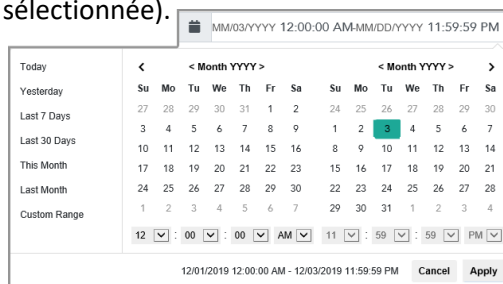 sélectionnée).
MM/03/YYYY 12:00:00 AM-MM/DD/YYYY 11:59:59 PM
Today
Yesterday
Last 7 Days
Last 30 Days
This Month
Last Month
Custom Range
< Month YYYY >
Su Mo Tu We Th Fr Sa
27 28 29 30 31 1 2
3 4 5 6 7 8 9
10 11 12 13 14 15 16
17 18 19 20 21 22 23
24 25 26 27 28 29 30
1 2 3 4 5 6 7
12 : 00 : 00 AM
< Month YYYY >
Su Mo Tu We Th Fr Sa
24 25 26 27 28 29 30
1 2 3 4 5 6 7
8 9 10 11 12 13 14
15 16 17 18 19 20 21
22 23 24 25 26 27 28
29 30 31 1 2 3 4
11 : 59 : 59 PM
12/01/2019 12:00:00 AM - 12/03/2019 11:59:59 PM Cancel Apply